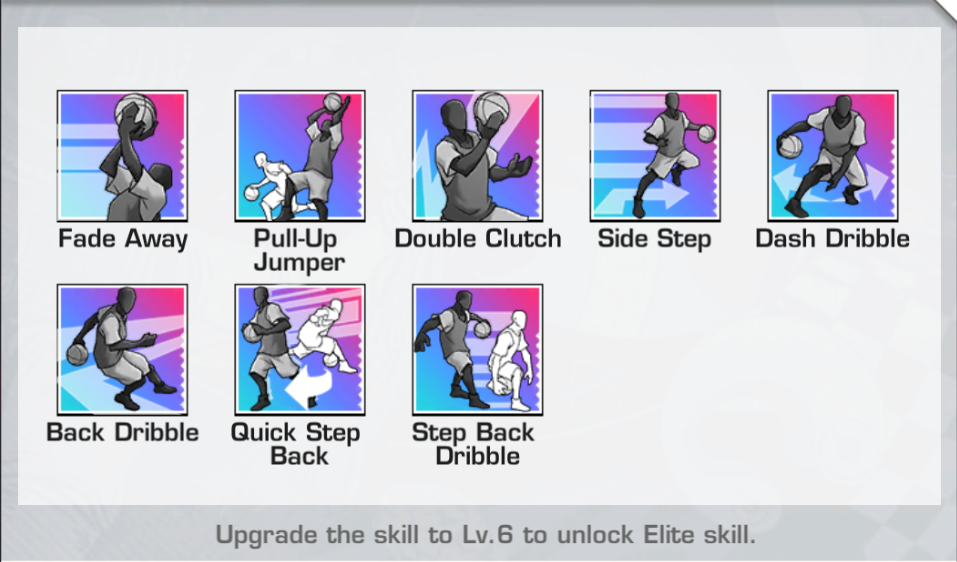 Fade Away
Pull-Up
Jumper
Double Clutch
Side Step
Dash Dribble
Back Dribble
Quick Step
Back
Step Back
Dribble
Upgrade the skill to Lv.6 to unlock Elite skill.